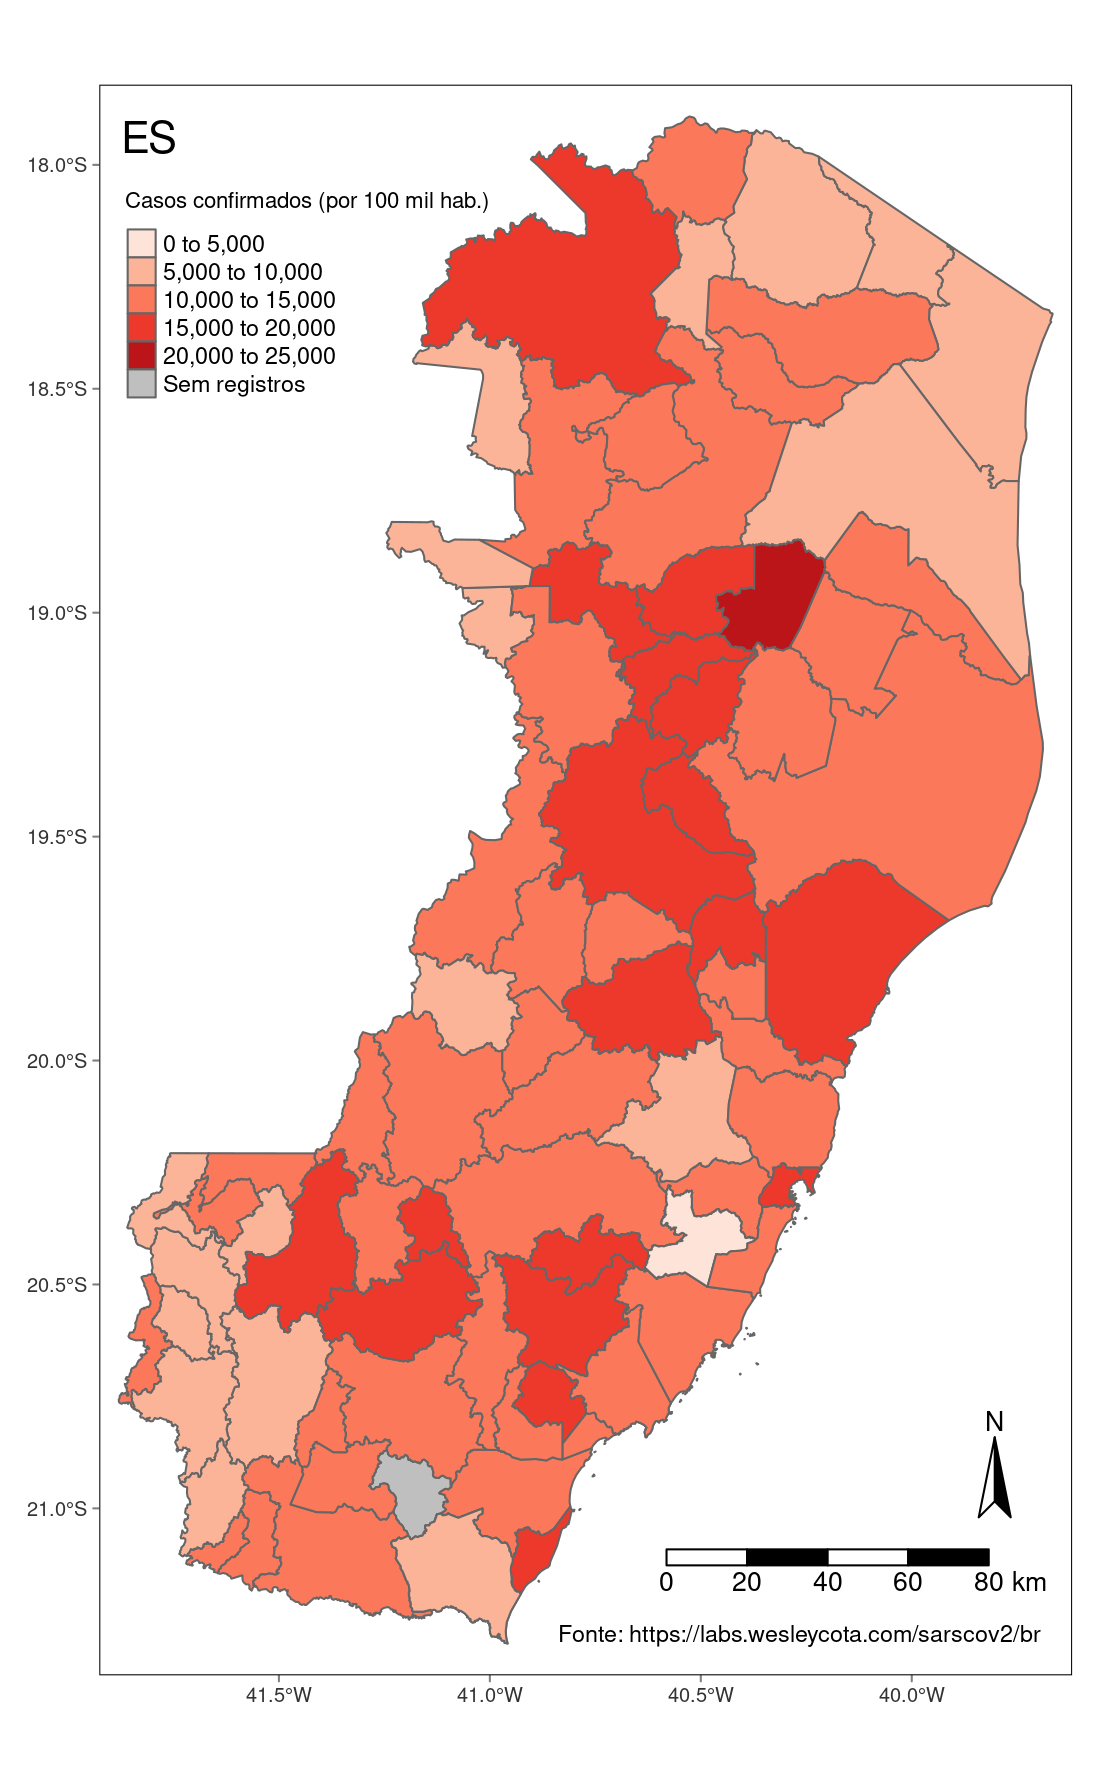 ES
Casos confirmados (por 100 mil hab.)
0 to 5,000
5,000 to 10,000
10,000 to 15,000
15,000 to 20,000
20,000 to 25,000
Sem registros
18.0°S
18.5°S
19.0°S
19.5°S
20.0°S
20.5°S
21.0°S
N
0 20 40 60 80 km
Fonte: https://labs.wesleycota.com/sarscov2/br
41.5°W 41.0°W 40.5°W 40.0°W